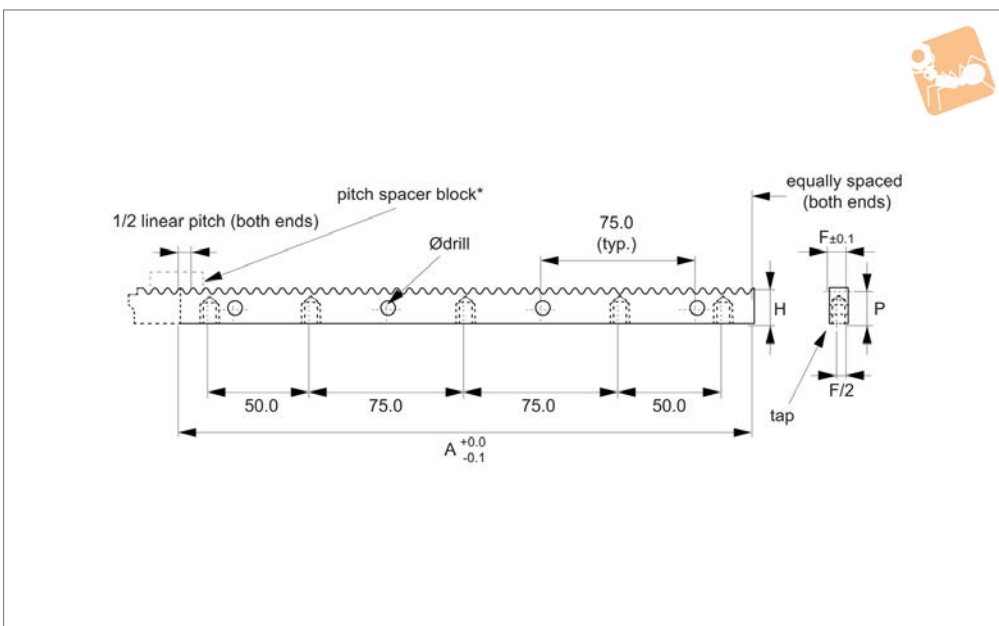 equally spaced
(both ends)
pitch spacer block*
1/2 linear pitch (both ends)
75.0
(typ.)
Ødrill
F±0.1
H
P
50.0
75.0
75.0
50.0
F/2
tap
A +0.0
-0.1